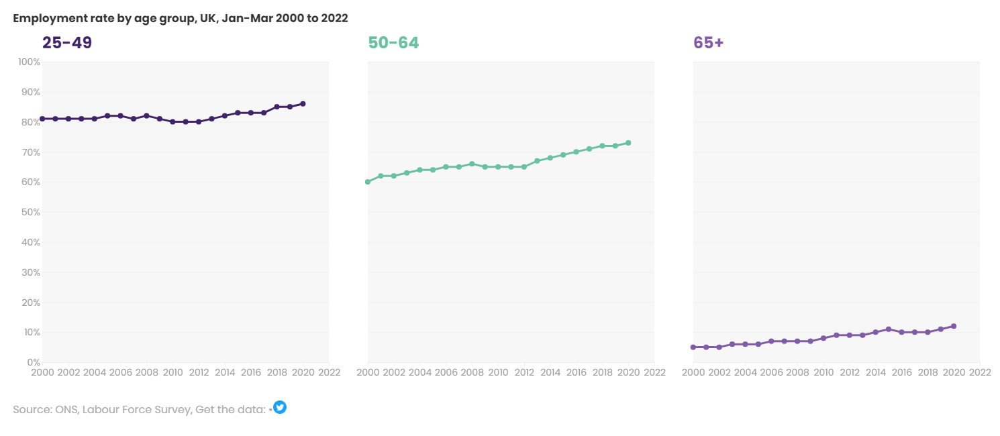 Employment rate by age group, UK, Jan-Mar 2000 to 2022
25-49 50-64 65+
100%
90%
80%
70%
60%
50%
40%
30%
20%
10%
0%
2000 2002 2004 2006 2008 2010 2012 2014 2016 2018 2020 2022
2000 2002 2004 2006 2008 2010 2012 2014 2016 2018 2020 2022
2000 2002 2004 2006 2008 2010 2012 2014 2016 2018 2020 2022
Source: ONS, Labour Force Survey, Get the data: •